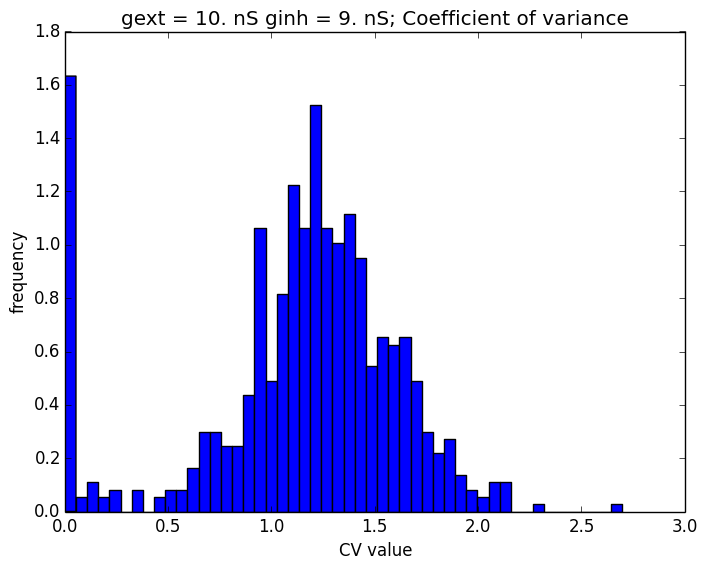 gext = 10. nS ginh = 9. nS; Coefficient of variance
1.8
1.6
1.4
1.2
1.0
0.8
0.6
0.4
0.2
0.0
frequency
0.0 0.5 1.0 1.5 2.0 2.5 3.0
CV value